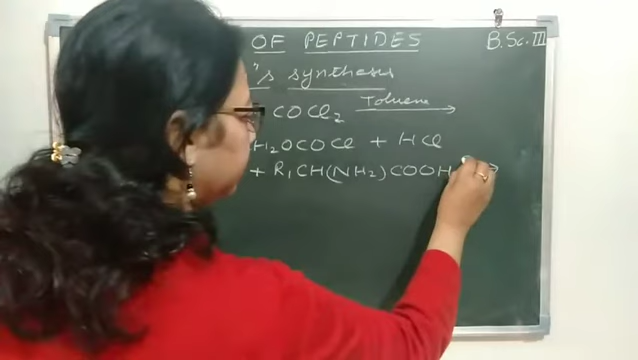 OF PEPTIDES B.Sc. III
's synthesis
COCl2 Toluene →
H2OCOCl + HCl
+ R1CH(NH2)COOH →